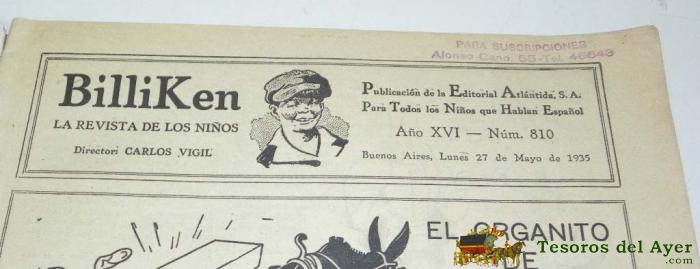 PARA SUSCRIPCIONES
Alonso Cano, 55-Tel. 46643
BilliKen
LA REVISTA DE LOS NIÑOS
Director: CARLOS VIGIL
Publicación de la Editorial Atlántida, S. A.
Para Todos los Niños que Hablan Español
Año XVI — Núm. 810
Buenos Aires, Lunes 27 de Mayo de 1935
EL ORGANITO
Tesoros del Ayer
.com